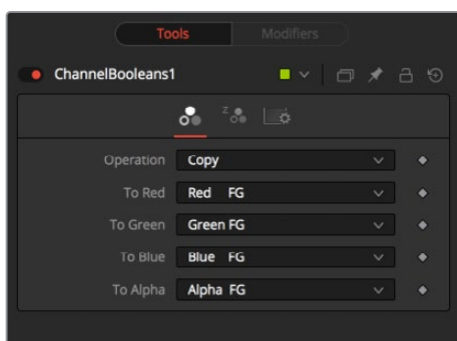 Tools Modifiers
ChannelBooleans1
Z
Operation Copy
To Red Red FG
To Green Green FG
To Blue Blue FG
To Alpha Alpha FG